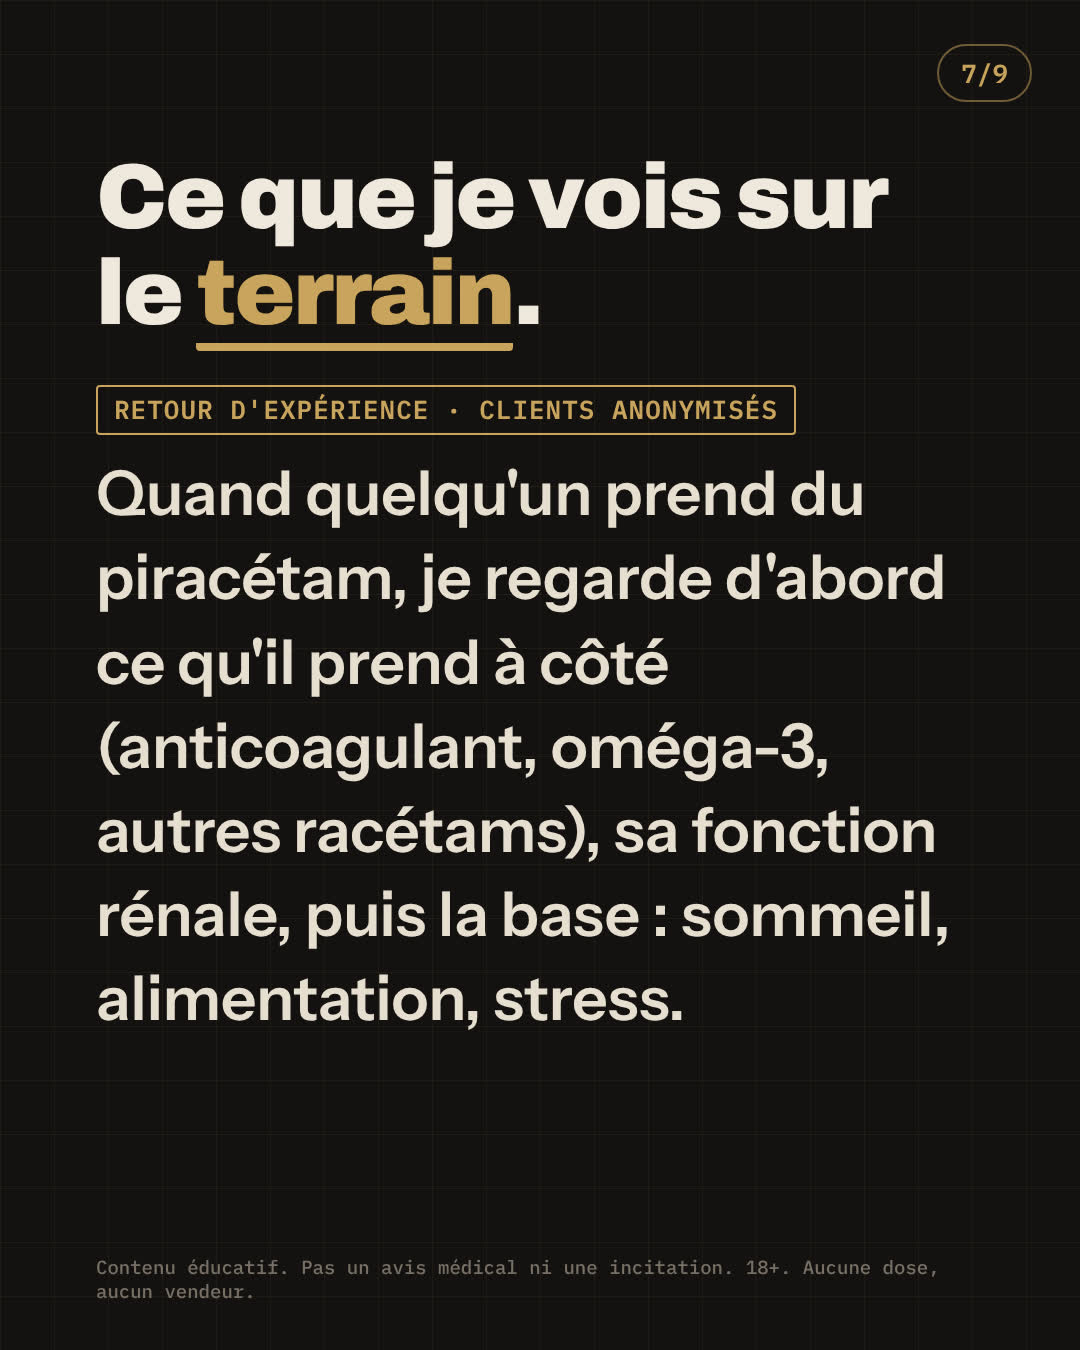 7/9
Ce que je vois sur
le terrain.
RETOUR D'EXPÉRIENCE · CLIENTS ANONYMISÉS
Quand quelqu'un prend du
piracétam, je regarde d'abord
ce qu'il prend à côté
(anticoagulant, oméga-3,
autres racétams), sa fonction
rénale, puis la base : sommeil,
alimentation, stress.
Contenu éducatif. Pas un avis médical ni une incitation. 18+. Aucune dose,
aucun vendeur.